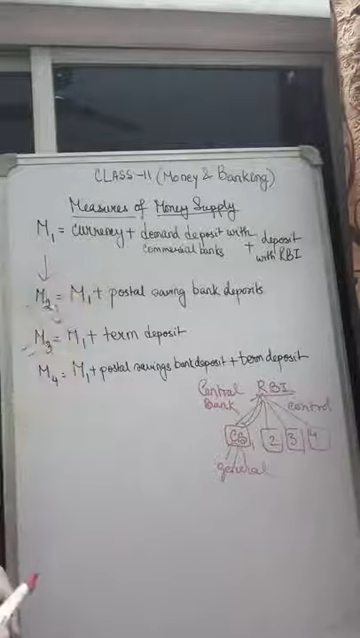 CLASS-11 (Money & Banking)
Measures of Money Supply
M1 = currency + demand deposit with commercial banks + deposit with RBI
M2 = M1 + postal saving bank deposits
M3 = M1 + term deposit
M4 = M1 + postal savings bank deposit + term deposit
Central Bank RBI
control
CB 1 2 3 4
general